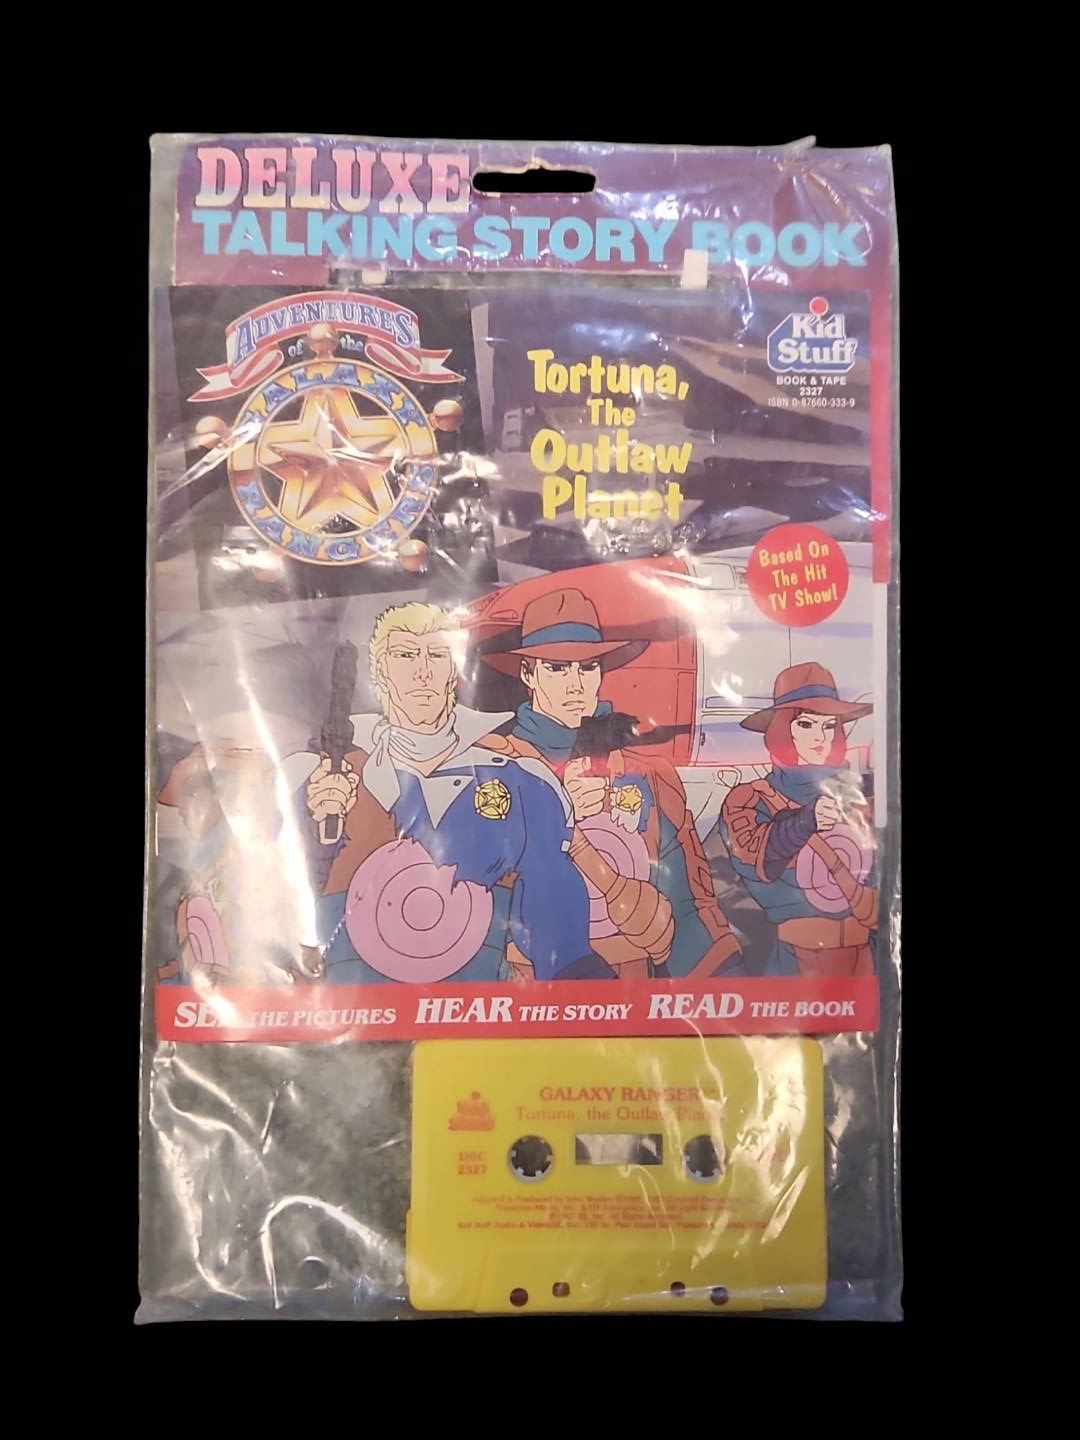 DELUXE
TALKING STORY BOOK
ADVENTURES
of the
GALAXY
RANGERS
Tortuna,
The
Outlaw
Planet
Kid
Stuff
BOOK & TAPE
2327
ISBN 0-87660-333-9
Based On
The Hit
TV Show!
SEE THE PICTURES HEAR THE STORY READ THE BOOK
GALAXY RANGERS
Tortuna, the Outlaw Planet
DBC
2327